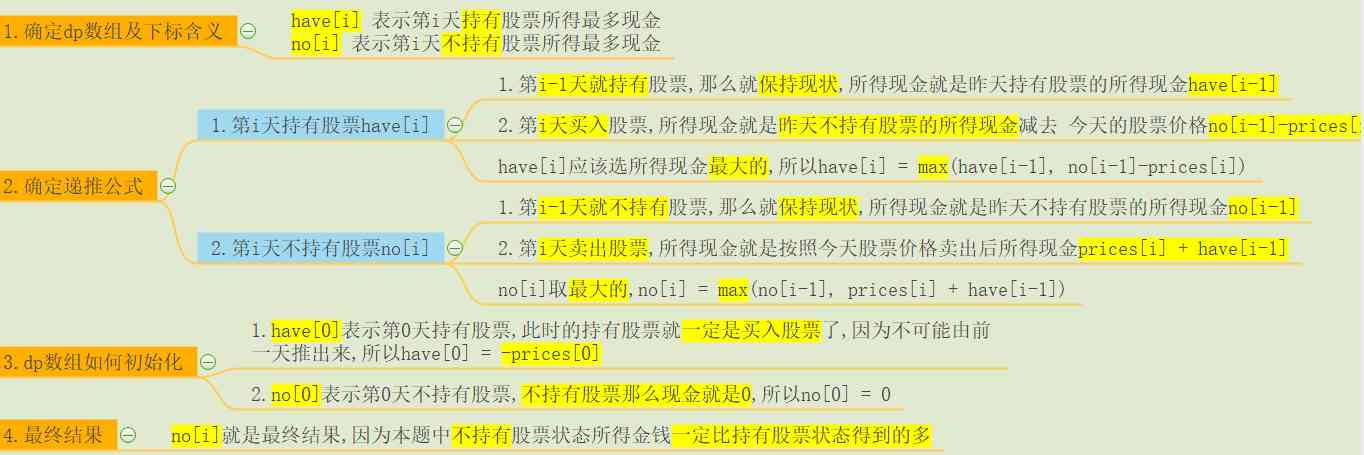 1.确定dp数组及下标含义
have[i] 表示第i天持有股票所得最多现金
no[i] 表示第i天不持有股票所得最多现金
2.确定递推公式
1.第i天持有股票have[i]
1.第i-1天就持有股票,那么就保持现状,所得现金就是昨天持有股票的所得现金have[i-1]
2.第i天买入股票,所得现金就是昨天不持有股票的所得现金减去 今天的股票价格no[i-1]-prices[i
have[i]应该选所得现金最大的,所以have[i] = max(have[i-1], no[i-1]-prices[i])
2.第i天不持有股票no[i]
1.第i-1天就不持有股票,那么就保持现状,所得现金就是昨天不持有股票的所得现金no[i-1]
2.第i天卖出股票,所得现金就是按照今天股票价格卖出后所得现金prices[i] + have[i-1]
no[i]取最大的,no[i] = max(no[i-1], prices[i] + have[i-1])
3.dp数组如何初始化
1.have[0]表示第0天持有股票,此时的持有股票就一定是买入股票了,因为不可能由前
一天推出来,所以have[0] = -prices[0]
2.no[0]表示第0天不持有股票,不持有股票那么现金就是0,所以no[0] = 0
4.最终结果
no[i]就是最终结果,因为本题中不持有股票状态所得金钱一定比持有股票状态得到的多